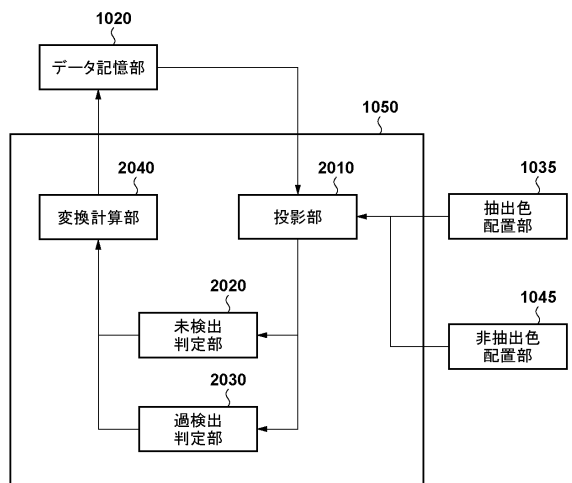 1020
データ記憶部
1050
2040
変換計算部
2010
投影部
1035
抽出色
配置部
2020
未検出
判定部
1045
非抽出色
配置部
2030
過検出
判定部